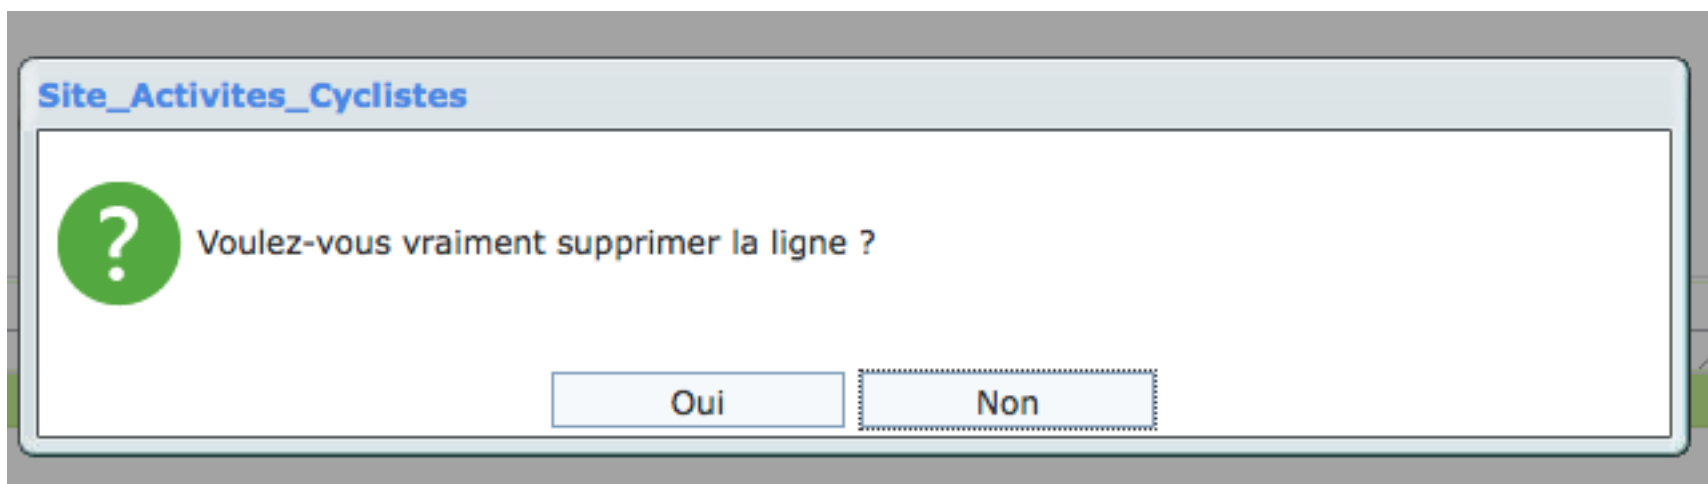 Site_Activites_Cyclistes
?
Voulez-vous vraiment supprimer la ligne ?
Oui Non